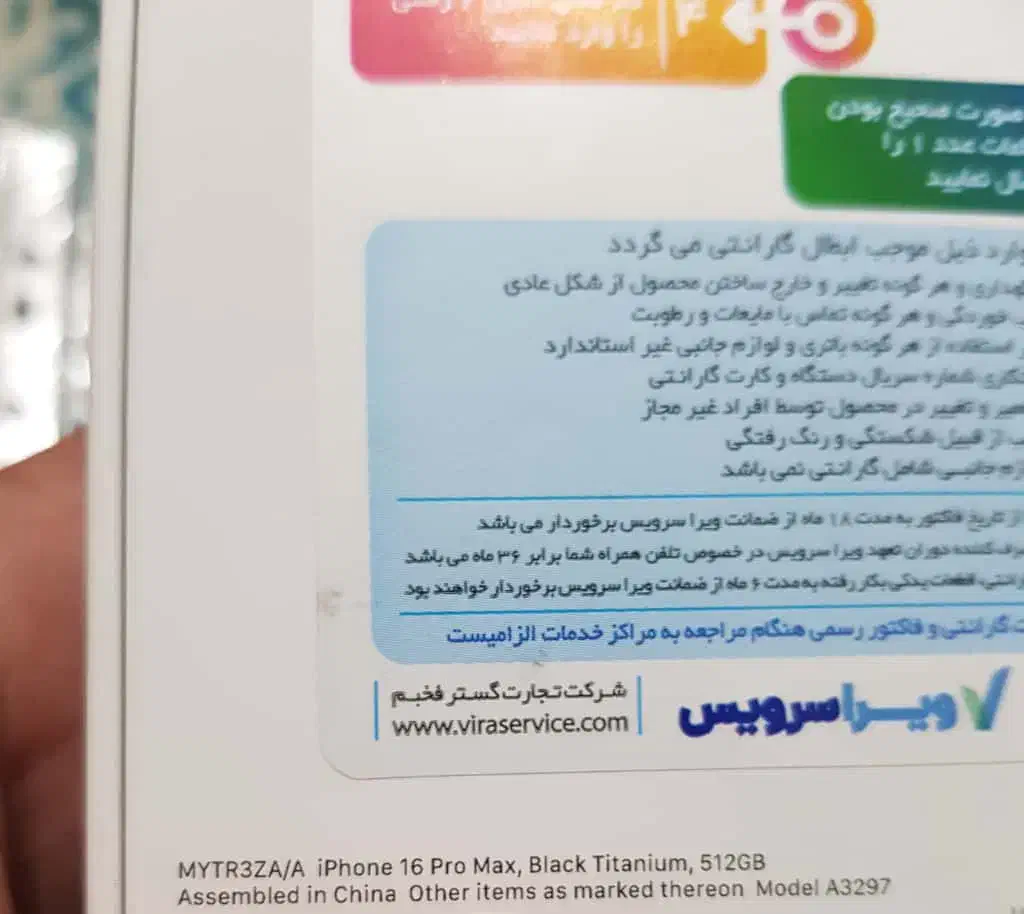 ۴
را وارد نمایید
صورت صحیح بودن
عدد ۱ را
نمایید
موارد ذیل موجب ابطال گارانتی می گردد
و هر گونه تغییر و خارج ساختن محصول از شکل عادی
خوردگی و هر گونه تماس با مایعات و رطوبت
استفاده از هر گونه باتری و لوازم جانبی غیر استاندارد
شماره سریال دستگاه و کارت گارانتی
و تغییر در محصول توسط افراد غیر مجاز
از قبیل شکستگی و رنگ رفتگی
جانبی شامل گارانتی نمی باشد
از تاریخ فاکتور به مدت ۱۸ ماه از ضمانت ویرا سرویس برخوردار می باشد
دوران تعهد ویرا سرویس در خصوص تلفن همراه شما برابر ۳۶ ماه می باشد
قطعات یدکی بکار رفته به مدت ۶ ماه از ضمانت ویرا سرویس برخوردار خواهند بود
گارانتی و فاکتور رسمی هنگام مراجعه به مراکز خدمات الزامیست
ویرا سرویس
شرکت تجارت گستر فخیم
www.viraservice.com
MYTR3ZA/A iPhone 16 Pro Max, Black Titanium, 512GB
Assembled in China Other items as marked thereon Model A3297